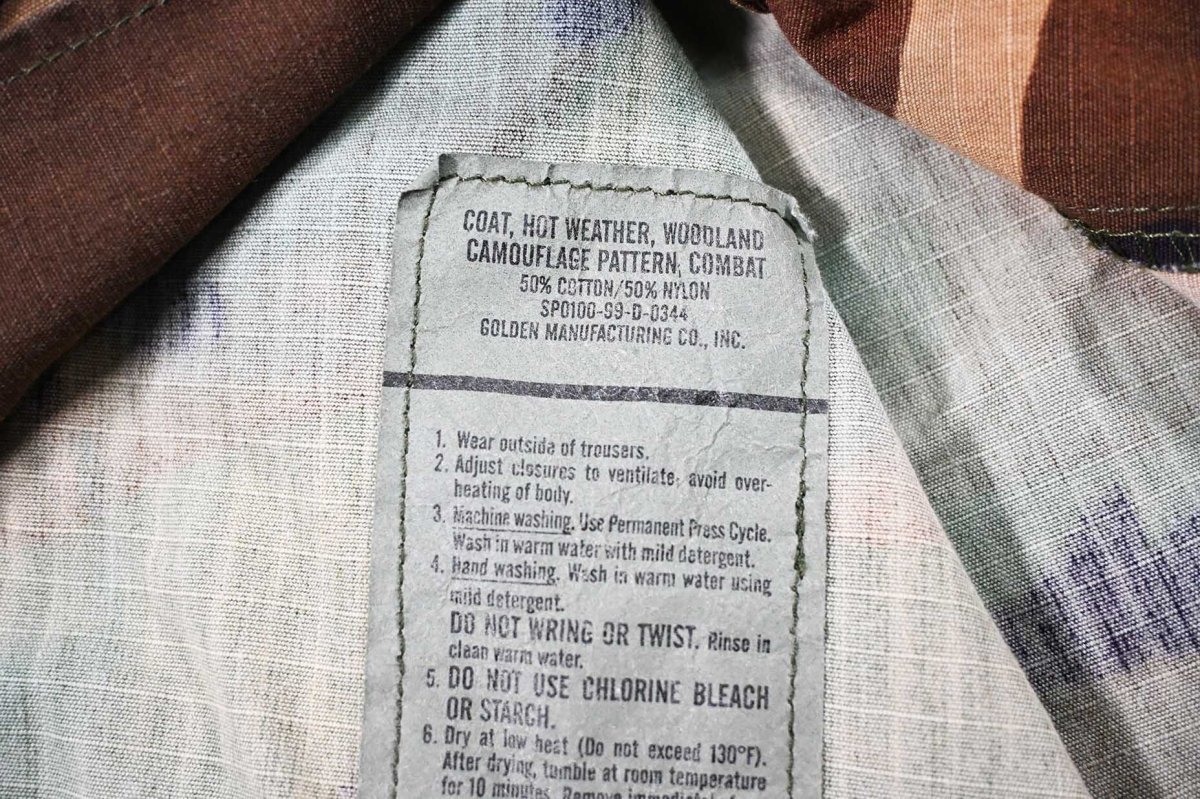 COAT, HOT WEATHER, WOODLAND
CAMOUFLAGE PATTERN, COMBAT
50% COTTON/50% NYLON
SP0100-99-D-0344
GOLDEN MANUFACTURING CO., INC.
1. Wear outside of trousers.
2. Adjust closures to ventilate, avoid over-
heating of body.
3. Machine washing. Use Permanent Press Cycle.
Wash in warm water with mild detergent.
4. Hand washing. Wash in warm water using
mild detergent.
DO NOT WRING OR TWIST. Rinse in
clean warm water.
5. DO NOT USE CHLORINE BLEACH
OR STARCH.
6. Dry at low heat (Do not exceed 130°F).
After drying, tumble at room temperature
for 10 minutes. Remove